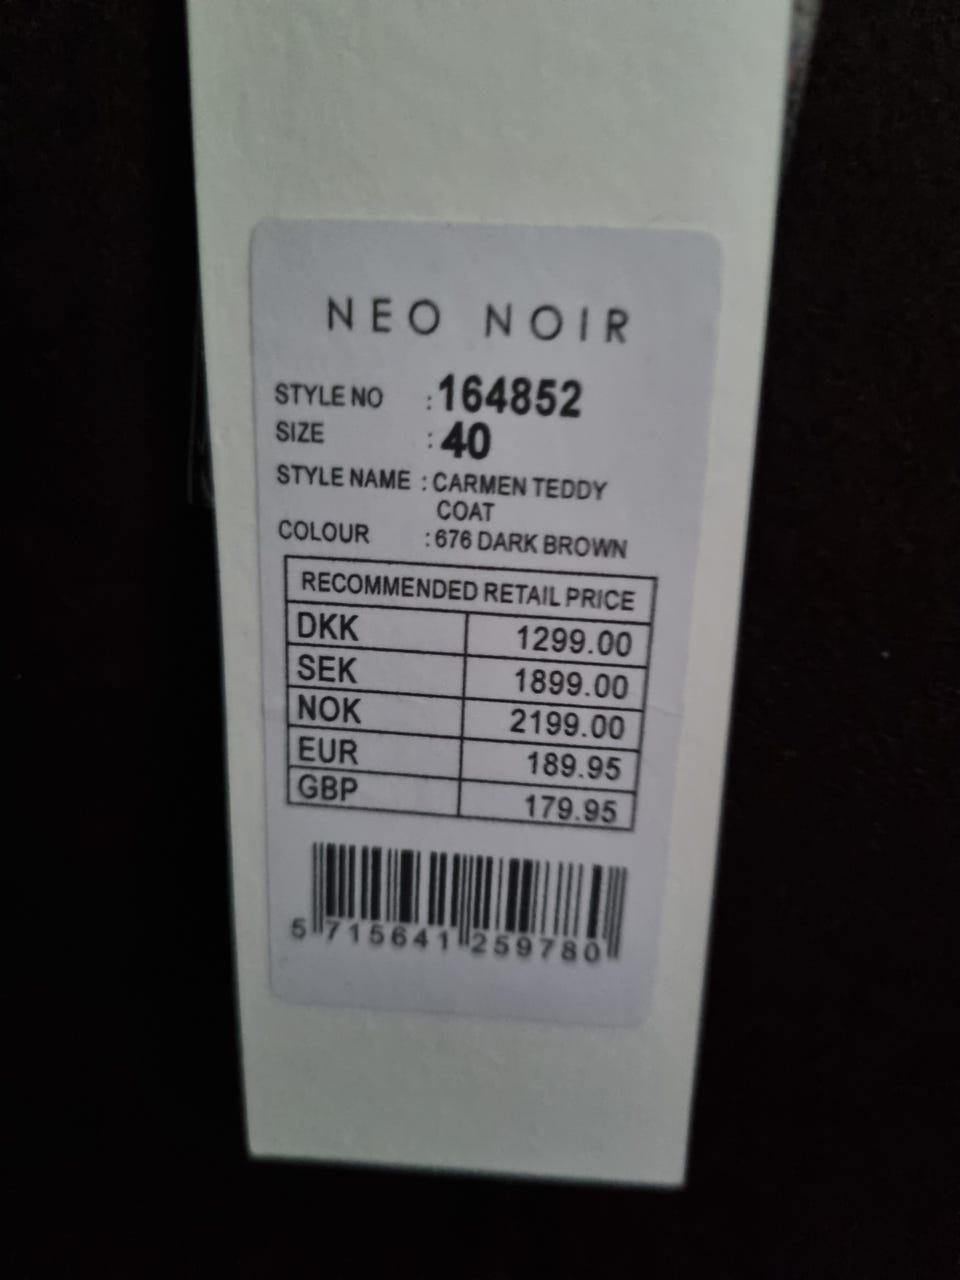 NEO NOIR
STYLE NO : 164852
SIZE : 40
STYLE NAME : CARMEN TEDDY
COAT
COLOUR : 676 DARK BROWN
RECOMMENDED RETAIL PRICE
DKK 1299.00
SEK 1899.00
NOK 2199.00
EUR 189.95
GBP 179.95
5 715641 259780